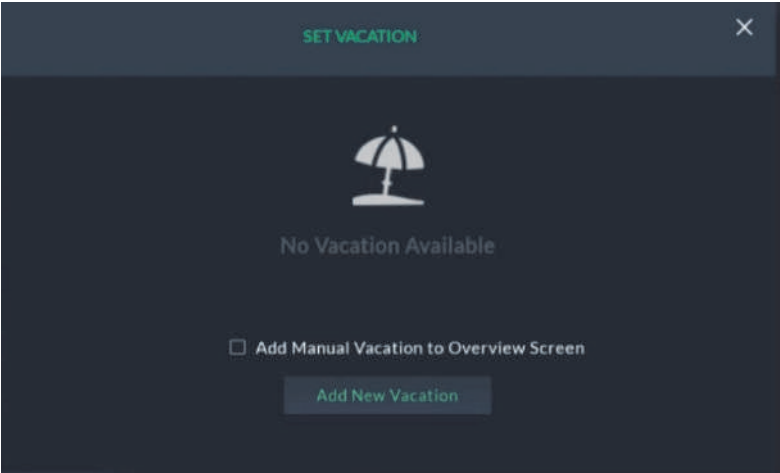 SET VACATION
No Vacation Available
Add Manual Vacation to Overview Screen
Add New Vacation